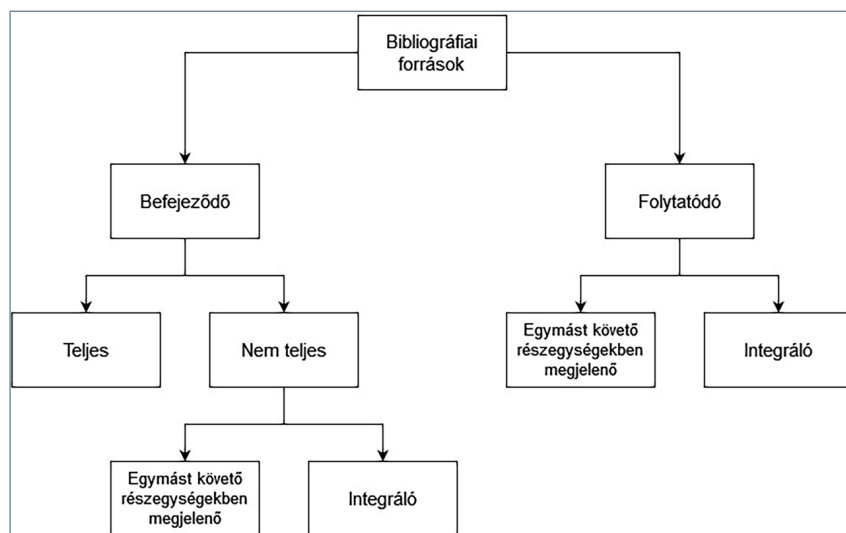 Bibliográfiai
források
Befejeződő
Folytatódó
Teljes
Nem teljes
Egymást követő
részegységekben
megjelenő
Integráló
Egymást követő
részegységekben
megjelenő
Integráló